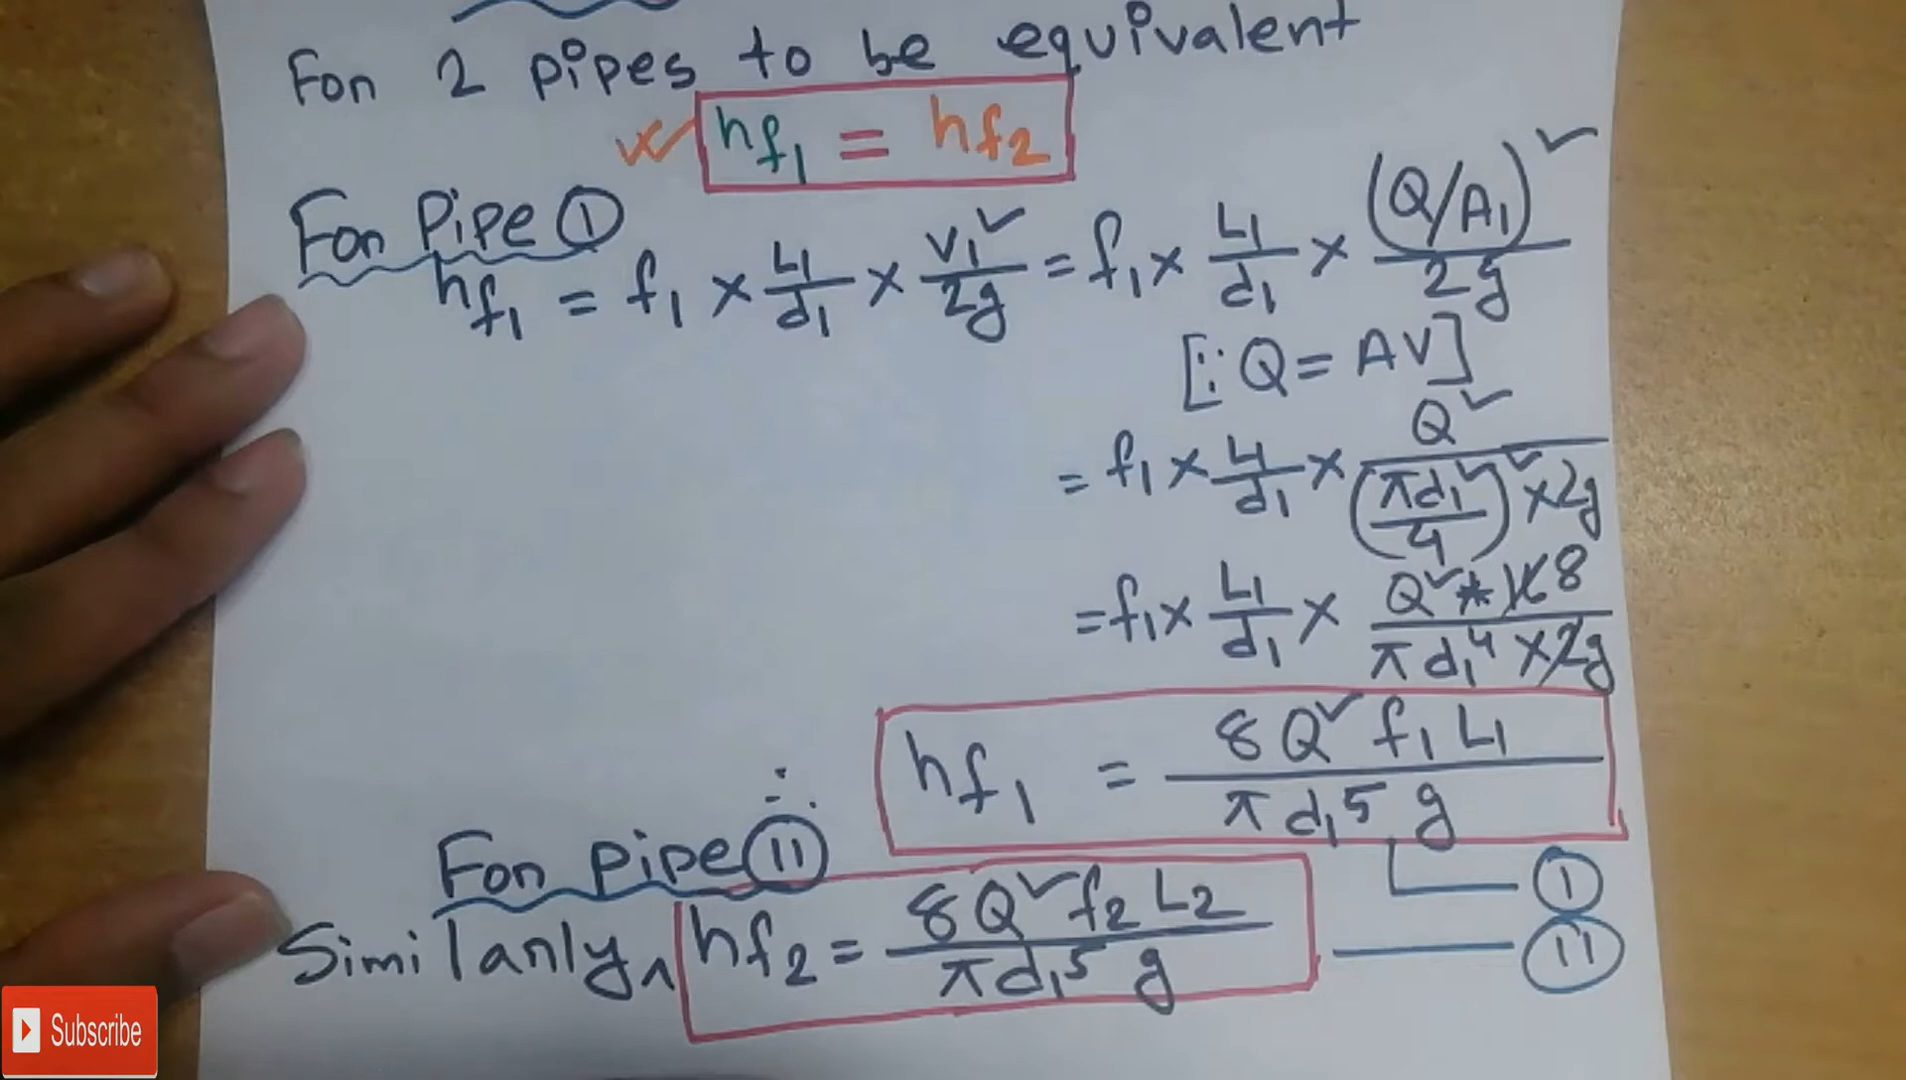 For 2 pipes to be equivalent
hf₁ = hf₂
For Pipe ①
hf₁ = f₁ × L₁/d₁ × V₁²/2g = f₁ × L₁/d₁ × (Q/A₁)²/2g
[∵ Q = AV]
= f₁ × L₁/d₁ × Q²/((πd₁²/4)² × 2g)
= f₁ × L₁/d₁ × Q² * 16 8/(π d₁⁴ × 2g)
∴ hf₁ = 8Q² f₁ L₁/(π d₁⁵ g)
— ①
For pipe ⑪
Similarly, hf₂ = 8Q² f₂ L₂/(π d₁⁵ g) — ⑪
Subscribe